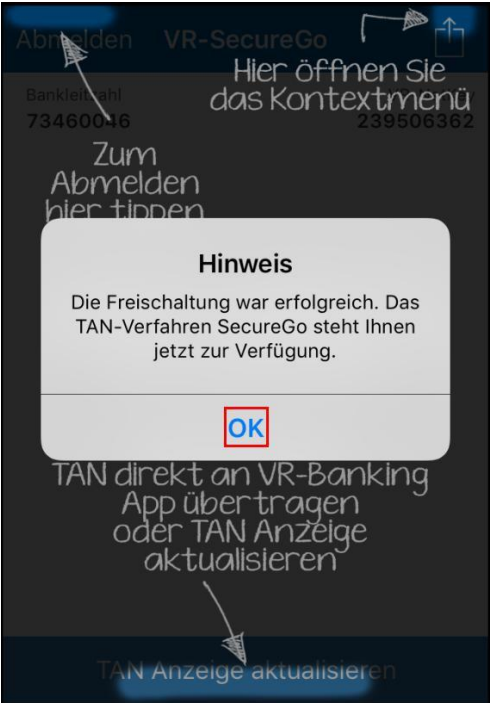 Abmelden VR-SecureGo
Hier öffnen Sie
das Kontextmenü
Bankleitzahl
73460046 239506362
Zum
Abmelden
hier tippen
Hinweis
Die Freischaltung war erfolgreich. Das
TAN-Verfahren SecureGo steht Ihnen
jetzt zur Verfügung.
OK
TAN direkt an VR-Banking
App übertragen
oder TAN Anzeige
aktualisieren
TAN Anzeige aktualisieren